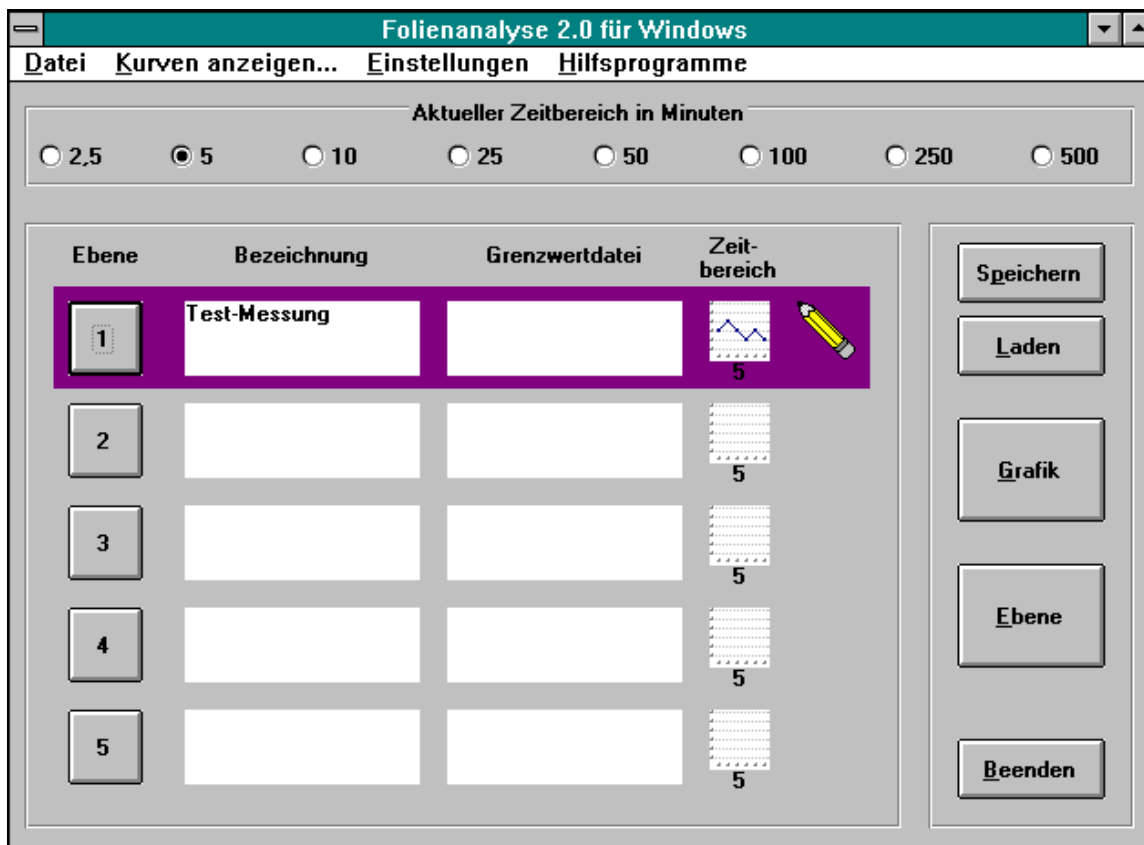 Folienanalyse 2.0 für Windows
Datei Kurven anzeigen... Einstellungen Hilfsprogramme
Aktueller Zeitbereich in Minuten
2,5 5 10 25 50 100 250 500
Ebene Bezeichnung Grenzwertdatei Zeit-
bereich
1 Test-Messung
5
2
5
3
5
4
5
5
5
Speichern
Laden
Grafik
Ebene
Beenden